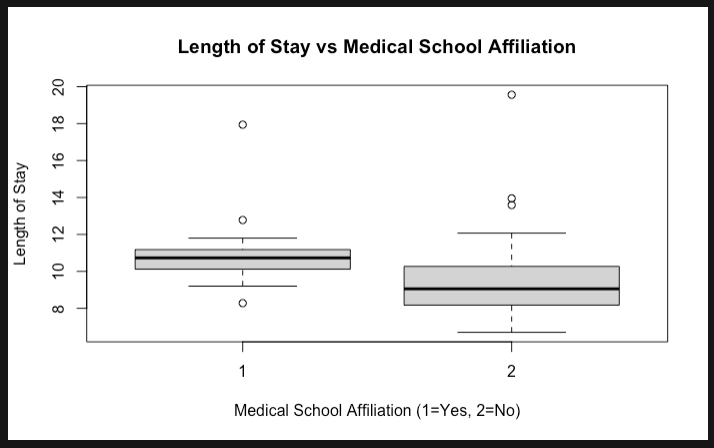 Length of Stay vs Medical School Affiliation
Length of Stay
20
18
16
14
12
10
8
1 2
Medical School Affiliation (1=Yes, 2=No)